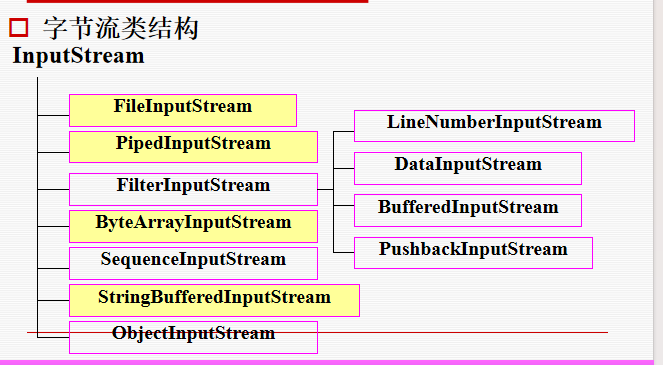 字节流类结构
InputStream
FileInputStream
PipedInputStream
FilterInputStream
ByteArrayInputStream
SequenceInputStream
StringBufferedInputStream
ObjectInputStream
LineNumberInputStream
DataInputStream
BufferedInputStream
PushbackInputStream